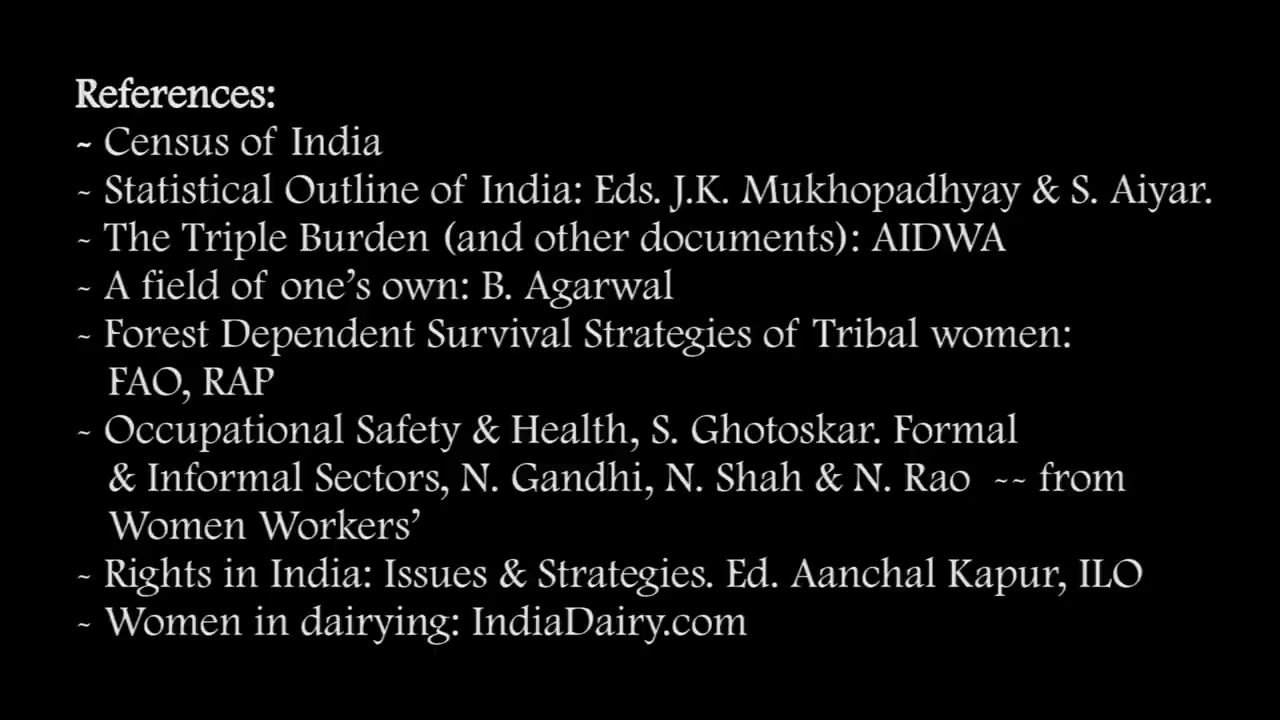 References:
- Census of India
- Statistical Outline of India: Eds. J.K. Mukhopadhyay & S. Aiyar.
- The Triple Burden (and other documents): AIDWA
- A field of one's own: B. Agarwal
- Forest Dependent Survival Strategies of Tribal women:
FAO, RAP
- Occupational Safety & Health, S. Ghotoskar. Formal
& Informal Sectors, N. Gandhi, N. Shah & N. Rao -- from
Women Workers'
- Rights in India: Issues & Strategies. Ed. Aanchal Kapur, ILO
- Women in dairying: IndiaDairy.com